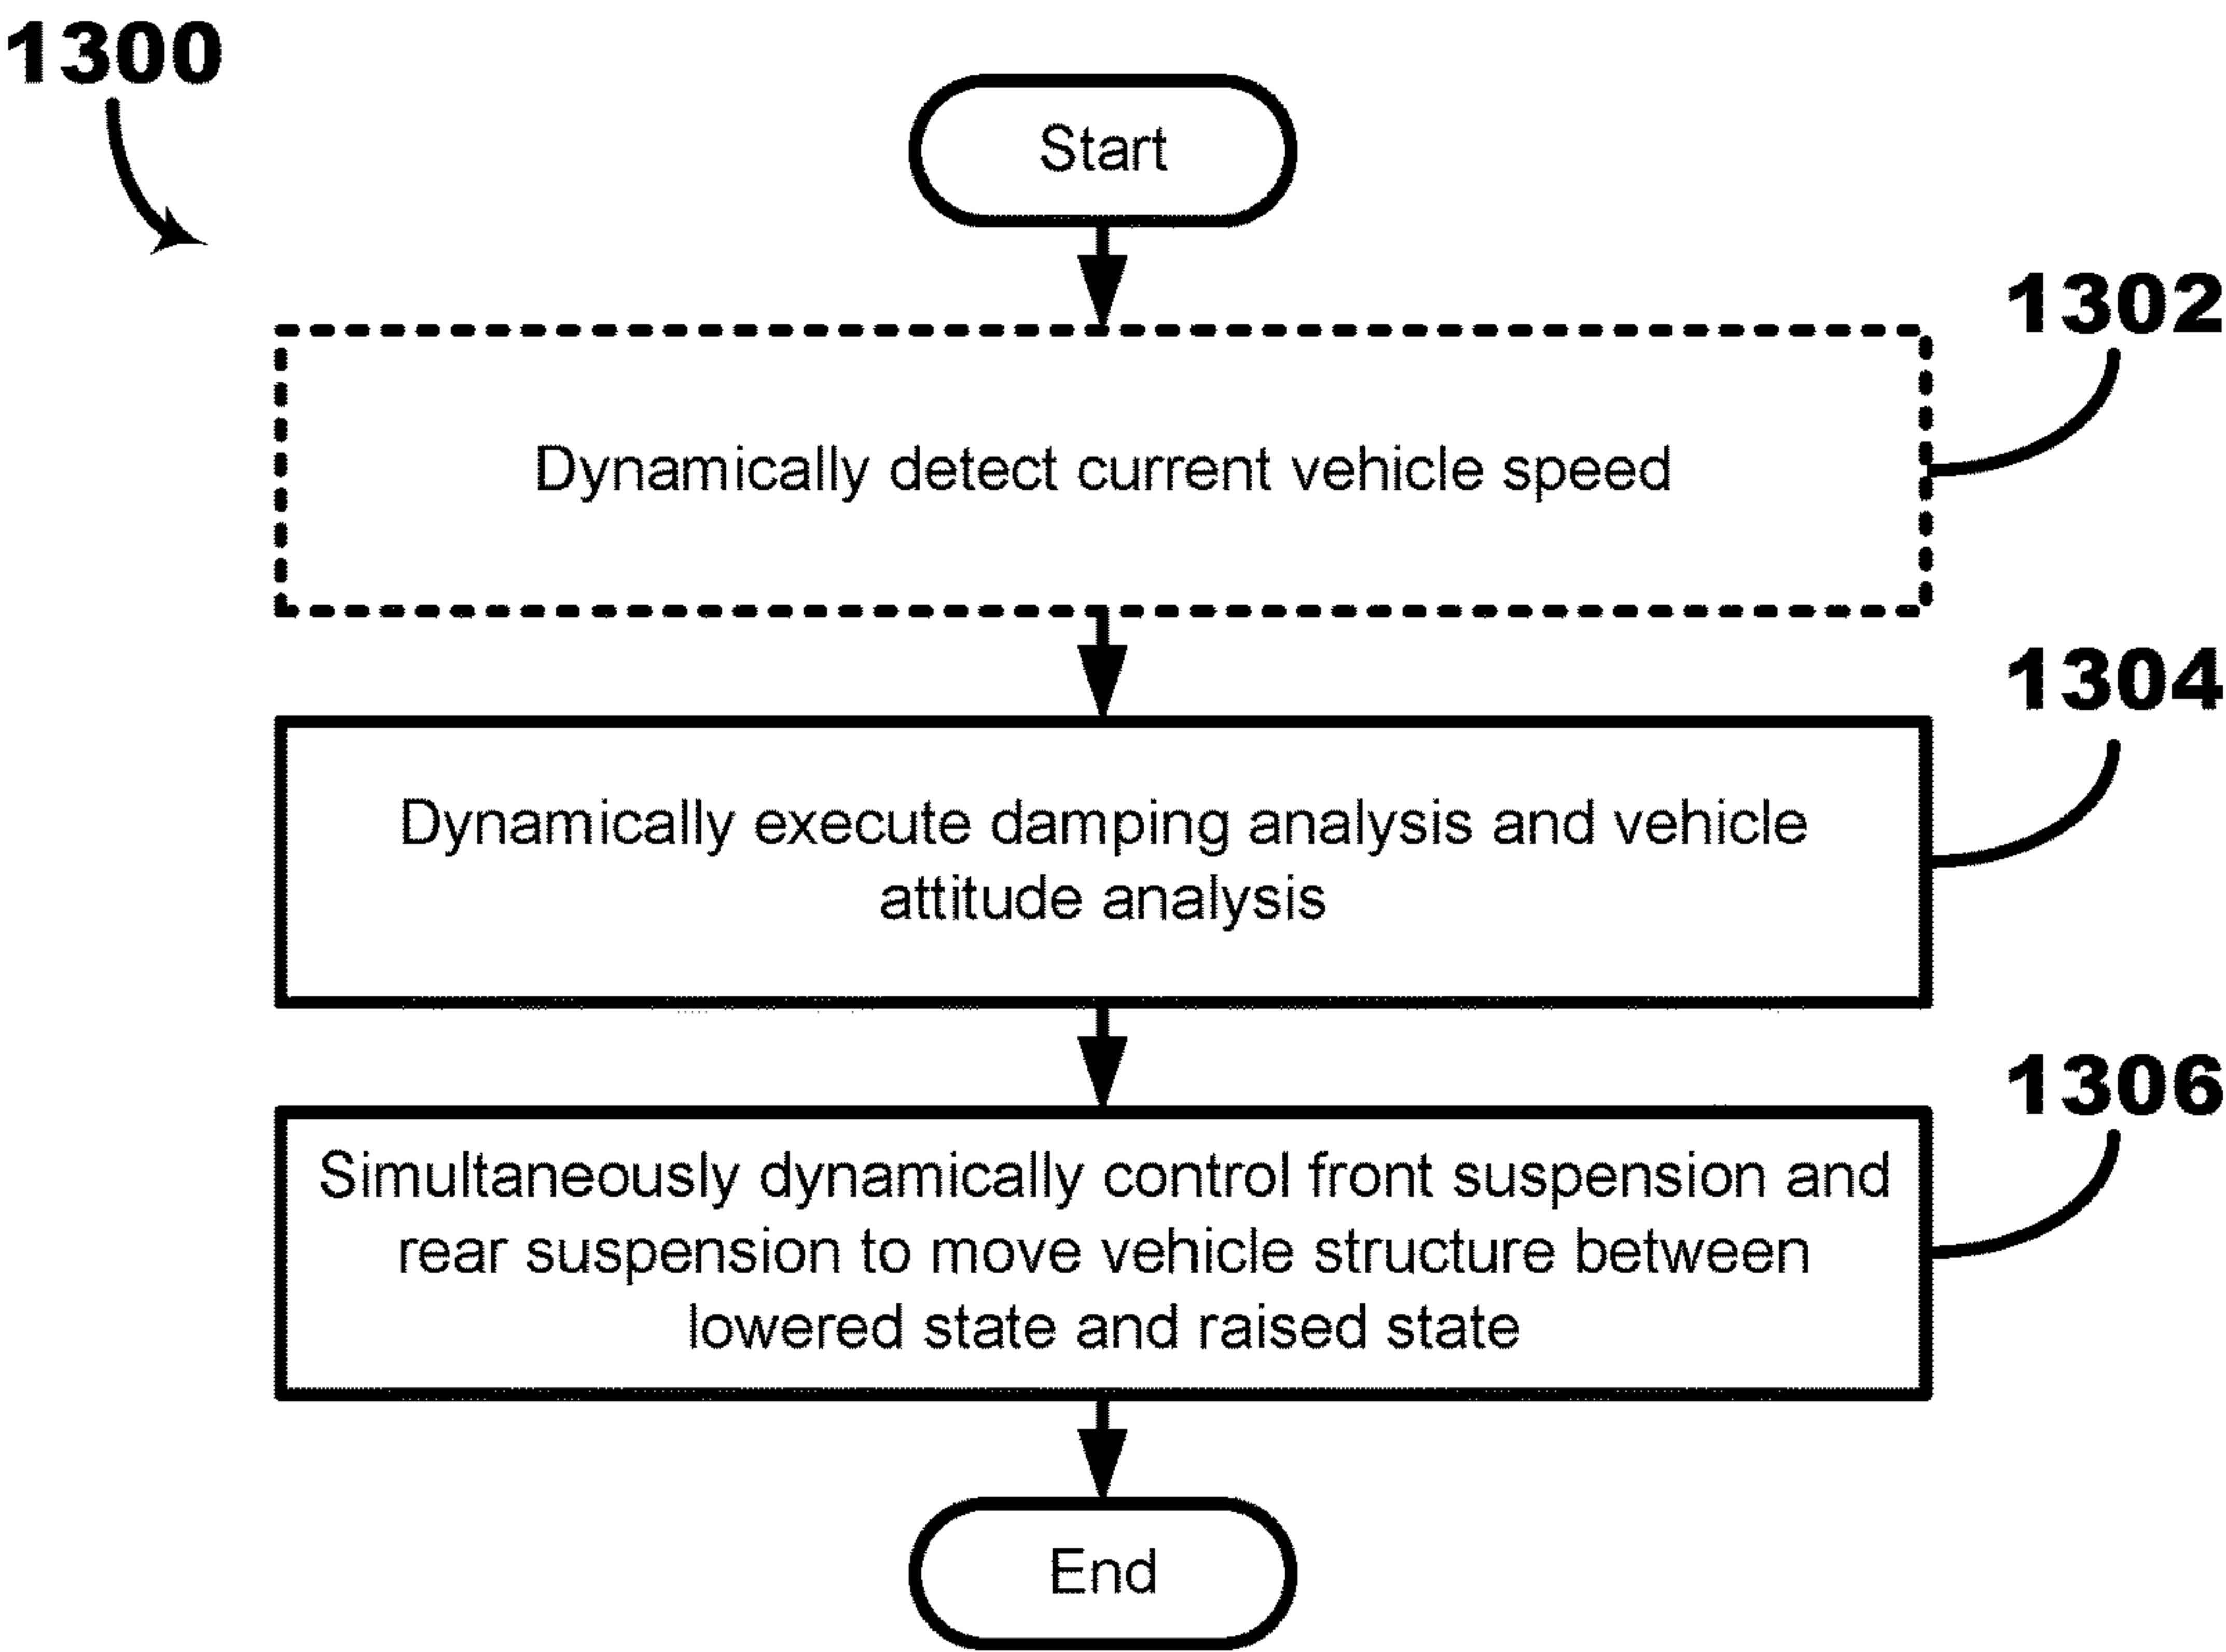 1300
Start
1302
Dynamically detect current vehicle speed
1304
Dynamically execute damping analysis and vehicle
attitude analysis
1306
Simultaneously dynamically control front suspension and
rear suspension to move vehicle structure between
lowered state and raised state
End